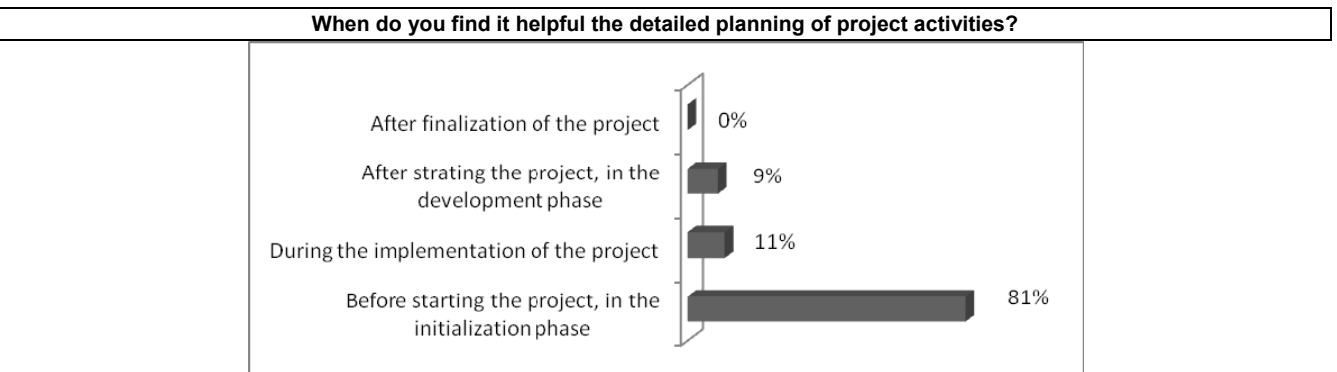 When do you find it helpful the detailed planning of project activities?
After finalization of the project
0%
After strating the project, in the
development phase
9%
During the implementation of the project
11%
Before starting the project, in the
initialization phase
81%